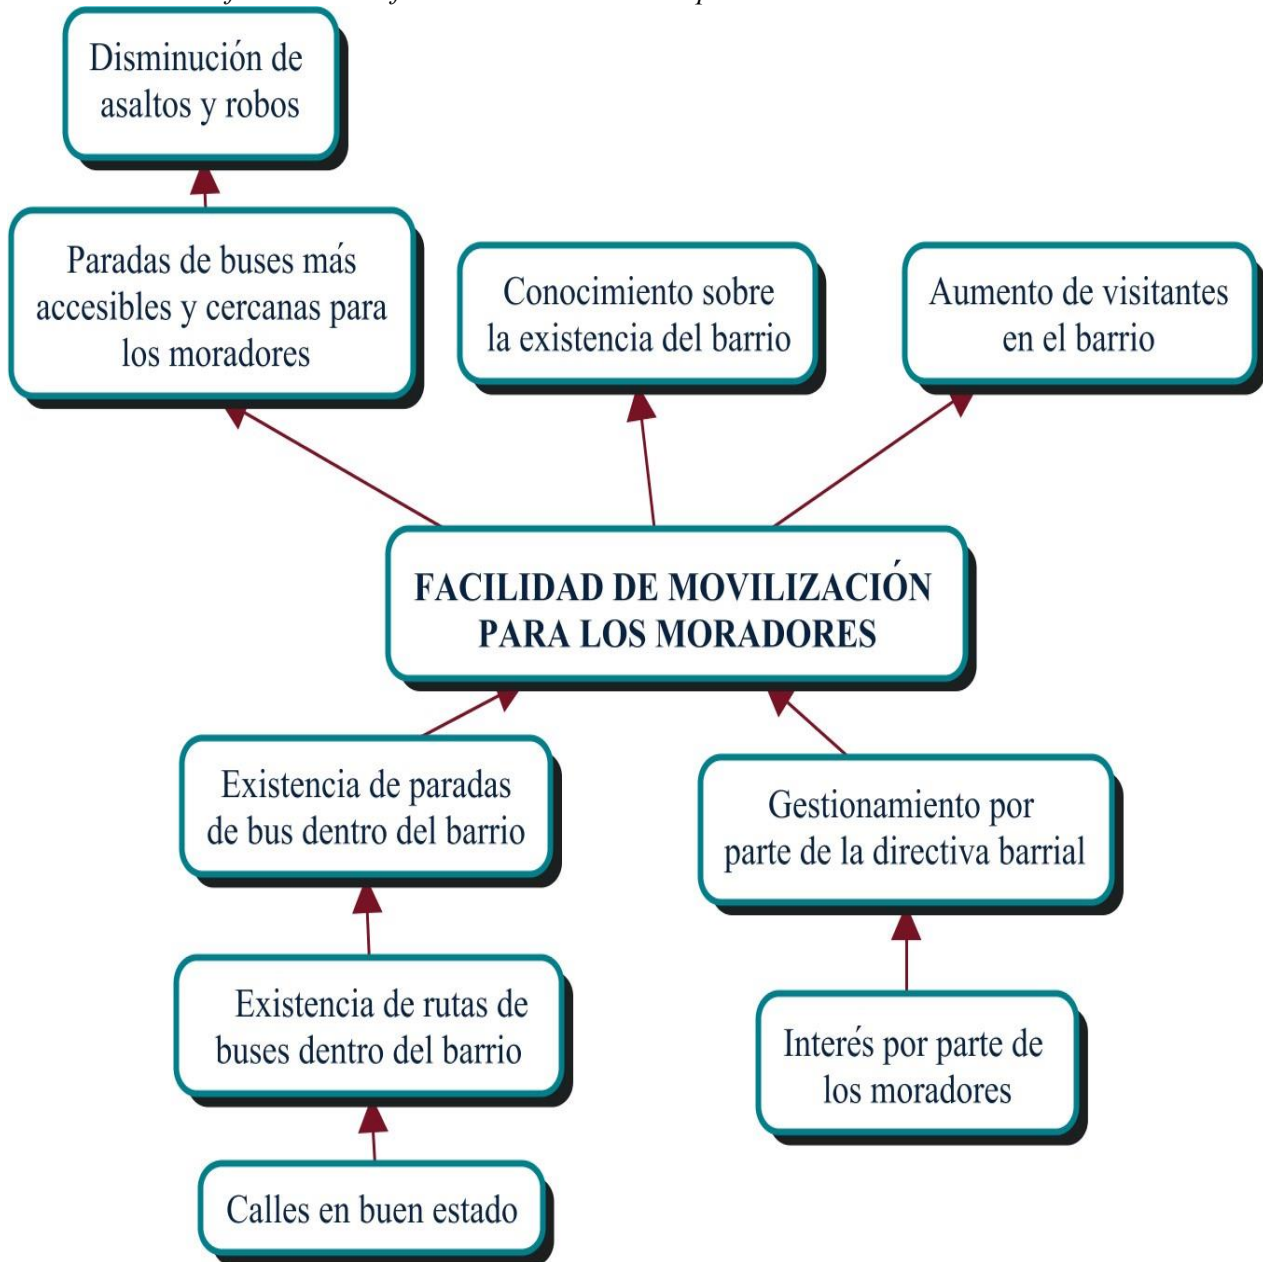 Disminución de
asaltos y robos
Paradas de buses más
accesibles y cercanas para
los moradores
Conocimiento sobre
la existencia del barrio
Aumento de visitantes
en el barrio
FACILIDAD DE MOVILIZACIÓN
PARA LOS MORADORES
Existencia de paradas
de bus dentro del barrio
Gestionamiento por
parte de la directiva barrial
Existencia de rutas de
buses dentro del barrio
Interés por parte de
los moradores
Calles en buen estado